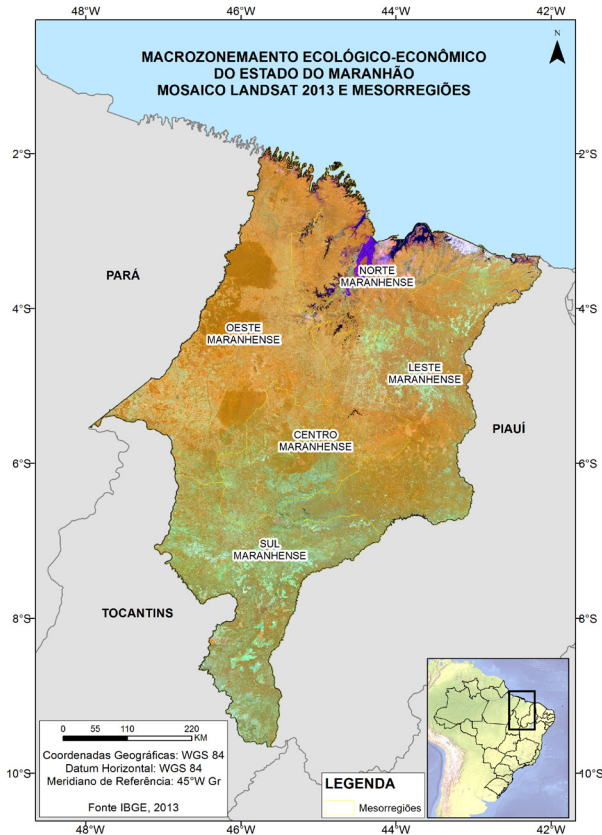 48°W
46°W
44°W
42°W
MACROZONEMAENTO ECOLÓGICO-ECONÔMICO
DO ESTADO DO MARANHÃO
MOSAICO LANDSAT 2013 E MESORREGIÕES
N
2°S
2°S
PARÁ
NORTE
MARANHENSE
4°S
4°S
OESTE
MARANHENSE
LESTE
MARANHENSE
PIAUÍ
CENTRO
MARANHENSE
6°S
6°S
SUL
MARANHENSE
TOCANTINS
8°S
8°S
0 55 110 220
KM
Coordenadas Geográficas: WGS 84
Datum Horizontal: WGS 84
Meridiano de Referência: 45°W Gr
Fonte IBGE, 2013
LEGENDA
Mesorregiões
10°S
10°S
48°W
46°W
44°W
42°W